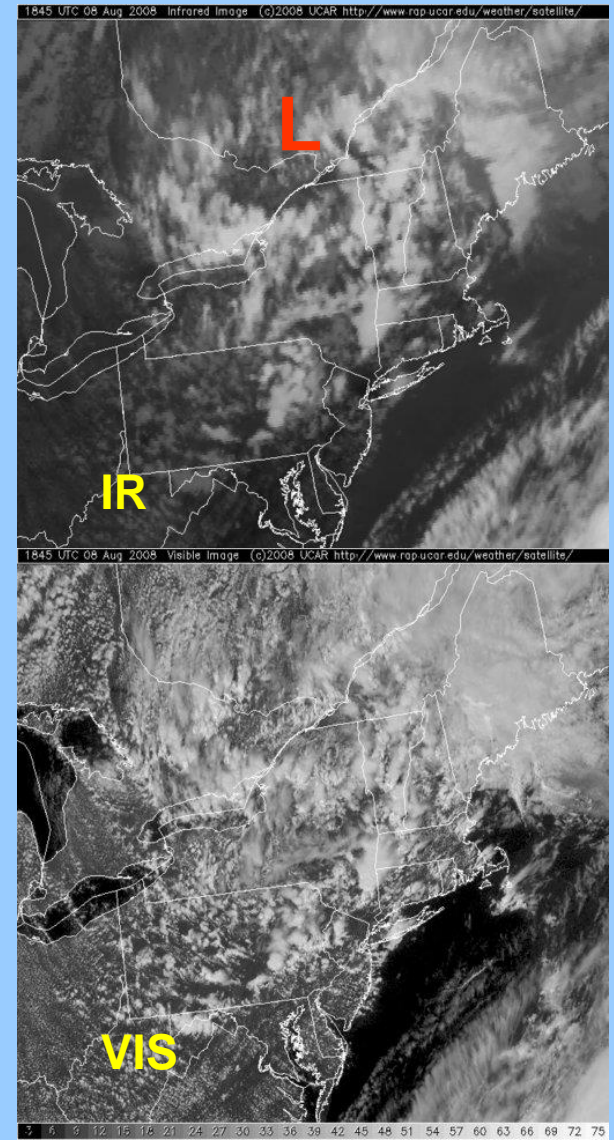 1845 UTC 08 Aug 2008 Infrared Image (c)2008 UCAR http://www.rap.ucar.edu/weather/satellite/
L
IR
1845 UTC 08 Aug 2008 Visible Image (c)2008 UCAR http://www.rap.ucar.edu/weather/satellite/
VIS
3 6 9 12 15 18 21 24 27 30 33 36 39 42 45 48 51 54 57 60 63 66 69 72 75